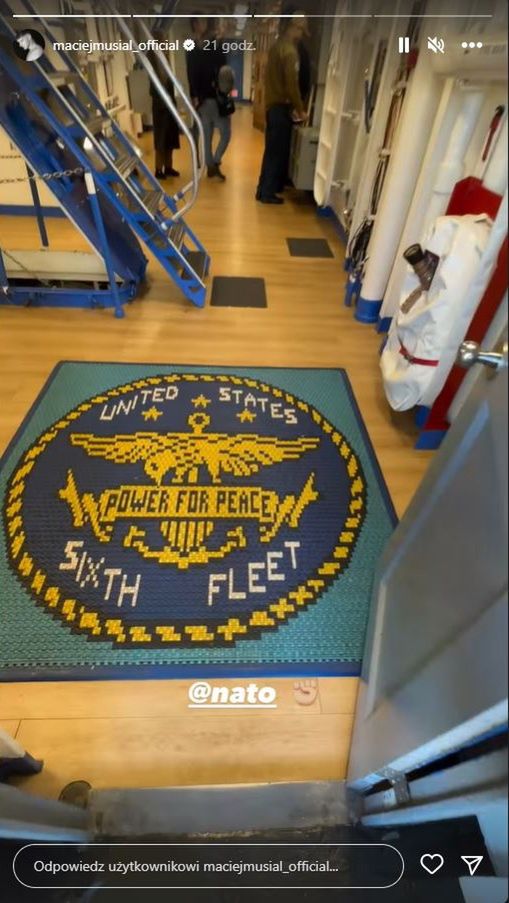 maciejmusial_official 21 godz.
UNITED STATES
POWER FOR PEACE
SIXTH FLEET
@nato
Odpowiedz użytkownikowi maciejmusial_official...